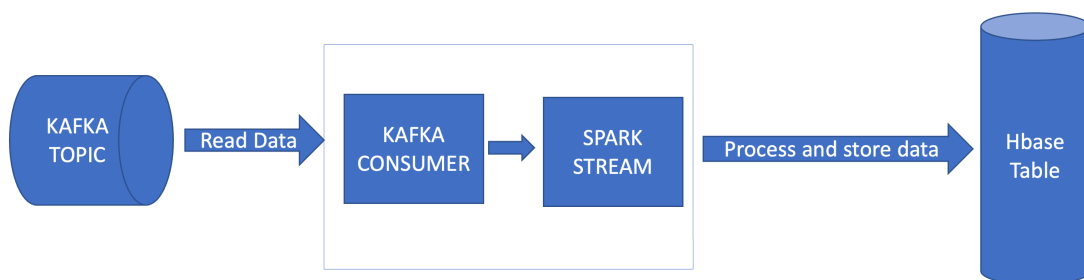 KAFKA
TOPIC
Read Data
KAFKA
CONSUMER
SPARK
STREAM
Process and store data
Hbase
Table